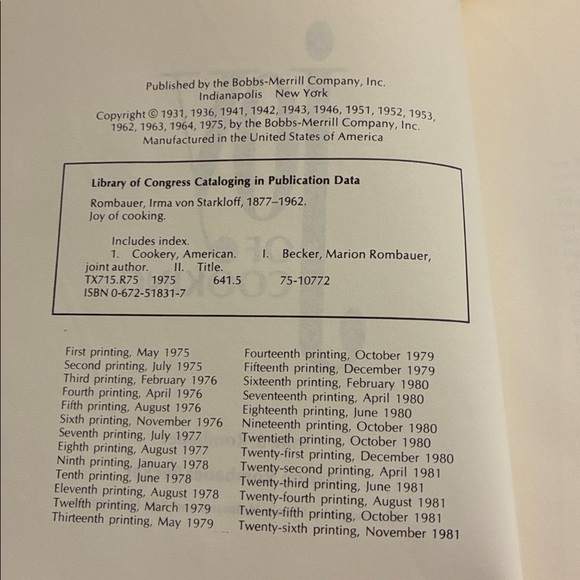 Published by the Bobbs-Merrill Company, Inc.
Indianapolis New York
Copyright © 1931, 1936, 1941, 1942, 1943, 1946, 1951, 1952, 1953,
1962, 1963, 1964, 1975, by the Bobbs-Merrill Company, Inc.
Manufactured in the United States of America
Library of Congress Cataloging in Publication Data
Rombauer, Irma von Starkloff, 1877–1962.
Joy of cooking.
Includes index.
1. Cookery, American. I. Becker, Marion Rombauer,
joint author. II. Title.
TX715.R75 1975 641.5 75-10772
ISBN 0-672-51831-7
First printing, May 1975
Second printing, July 1975
Third printing, February 1976
Fourth printing, April 1976
Fifth printing, August 1976
Sixth printing, November 1976
Seventh printing, July 1977
Eighth printing, August 1977
Ninth printing, January 1978
Tenth printing, June 1978
Eleventh printing, August 1978
Twelfth printing, March 1979
Thirteenth printing, May 1979
Fourteenth printing, October 1979
Fifteenth printing, December 1979
Sixteenth printing, February 1980
Seventeenth printing, April 1980
Eighteenth printing, June 1980
Nineteenth printing, October 1980
Twentieth printing, October 1980
Twenty-first printing, December 1980
Twenty-second printing, April 1981
Twenty-third printing, June 1981
Twenty-fourth printing, August 1981
Twenty-fifth printing, October 1981
Twenty-sixth printing, November 1981